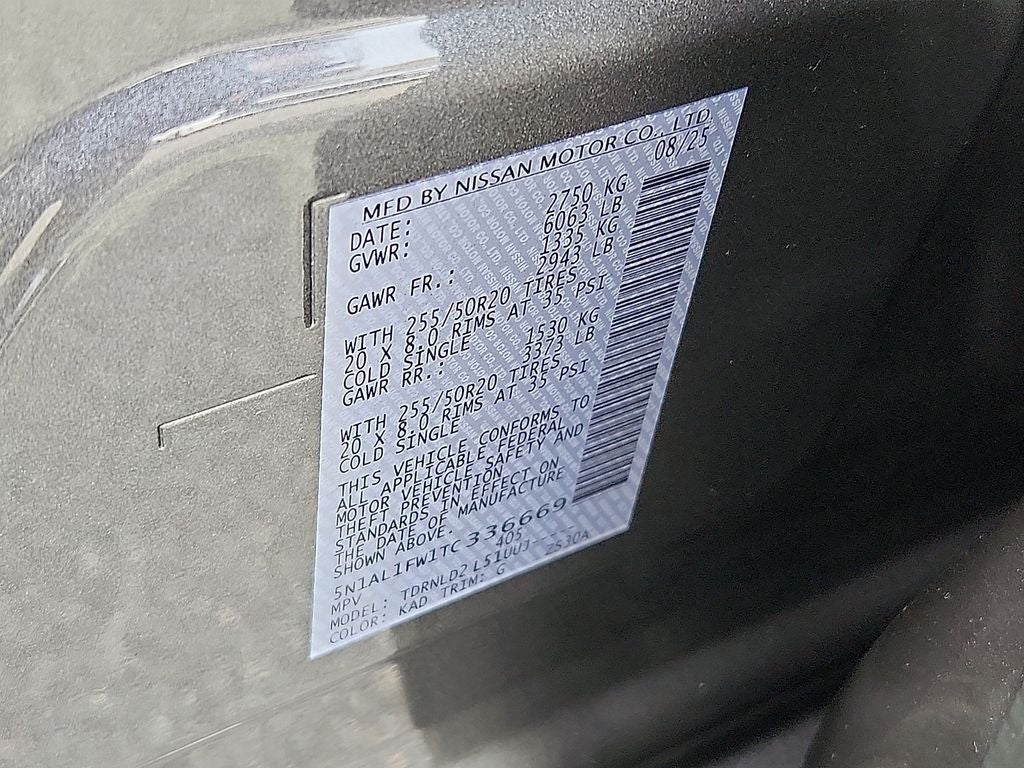 MFD BY NISSAN MOTOR CO., LTD.
DATE: 08/25
GVWR: 2750 KG
6063 LB
GAWR FR.: 1335 KG
2943 LB
WITH 255/50R20 TIRES,
20 X 8.0 RIMS AT 35 PSI
COLD SINGLE
GAWR RR.: 1530 KG
3373 LB
WITH 255/50R20 TIRES,
20 X 8.0 RIMS AT 35 PSI
COLD SINGLE
THIS VEHICLE CONFORMS TO
ALL APPLICABLE FEDERAL
MOTOR VEHICLE SAFETY AND
THEFT PREVENTION
STANDARDS IN EFFECT ON
THE DATE OF MANUFACTURE
SHOWN ABOVE.
5N1AL1FW1TC336669
MPV 405
MODEL: TDRNLD2 L51UUJ----
COLOR: KAD TRIM: G ZS30A